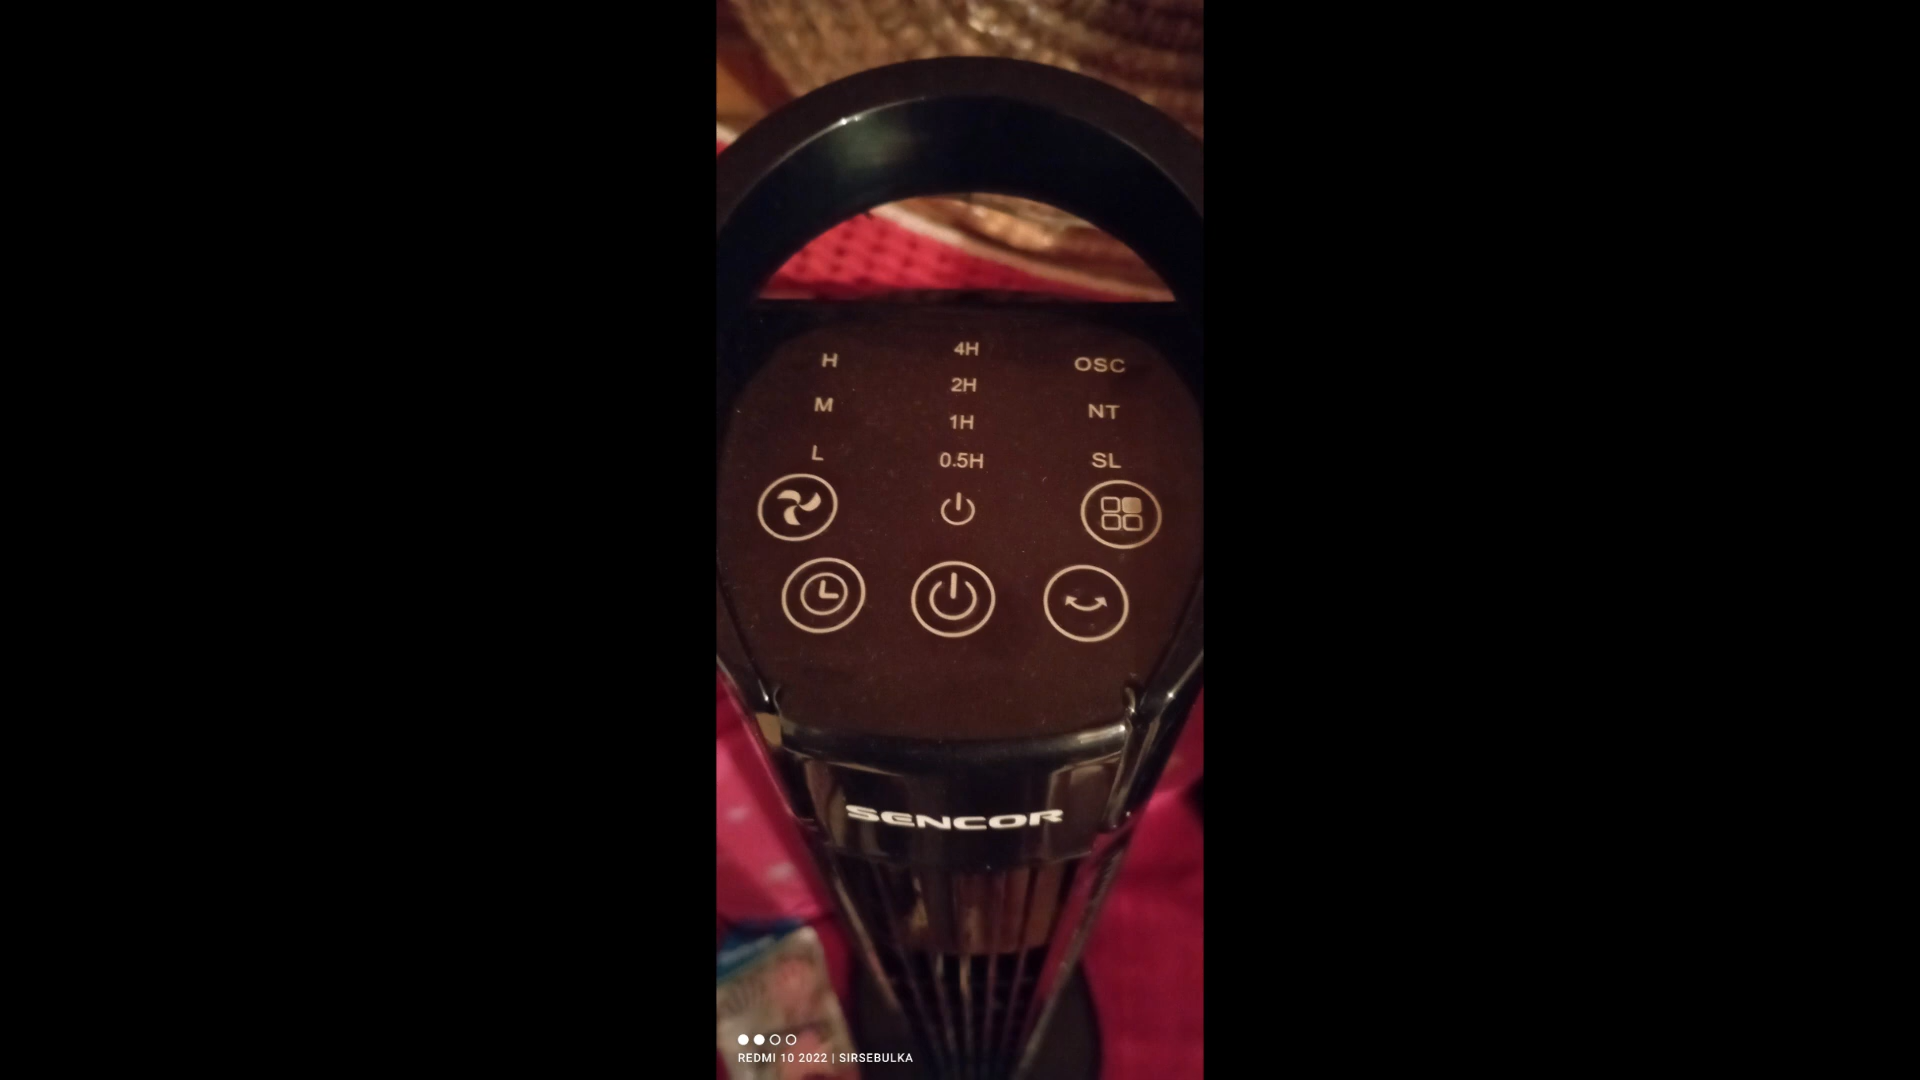 H
M
L
4H
2H
1H
0.5H
OSC
NT
SL
SENCOR
REDMI 10 2022 | SIRSEBULKA